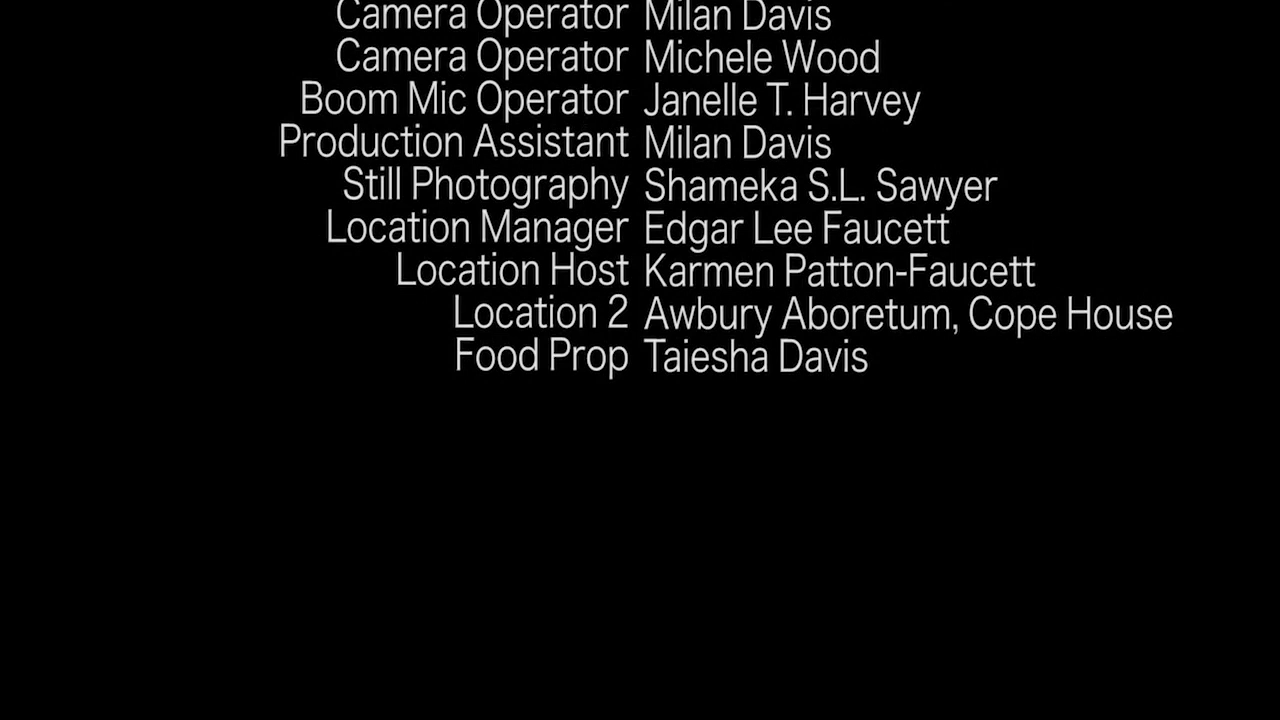 Camera Operator Milan Davis
Camera Operator Michele Wood
Boom Mic Operator Janelle T. Harvey
Production Assistant Milan Davis
Still Photography Shameka S.L. Sawyer
Location Manager Edgar Lee Faucett
Location Host Karmen Patton-Faucett
Location 2 Awbury Aboretum, Cope House
Food Prop Taiesha Davis